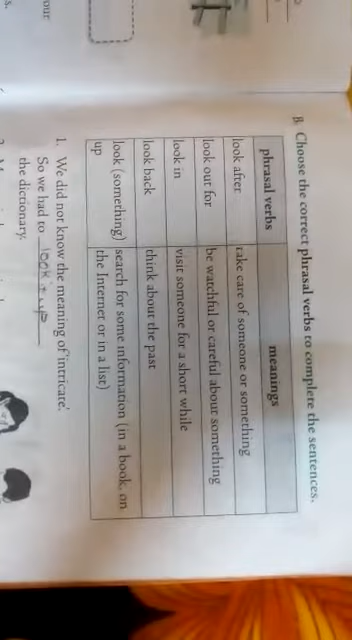 B. Choose the correct phrasal verbs to complete the sentences.
phrasal verbs meanings
look after take care of someone or something
look out for be watchful or careful about something
look in visit someone for a short while
look back think about the past
look (something) up search for some information (in a book, on the Internet or in a list)
1. We did not know the meaning of 'intricate'.
So we had to look it up
the dictionary.
our
s.